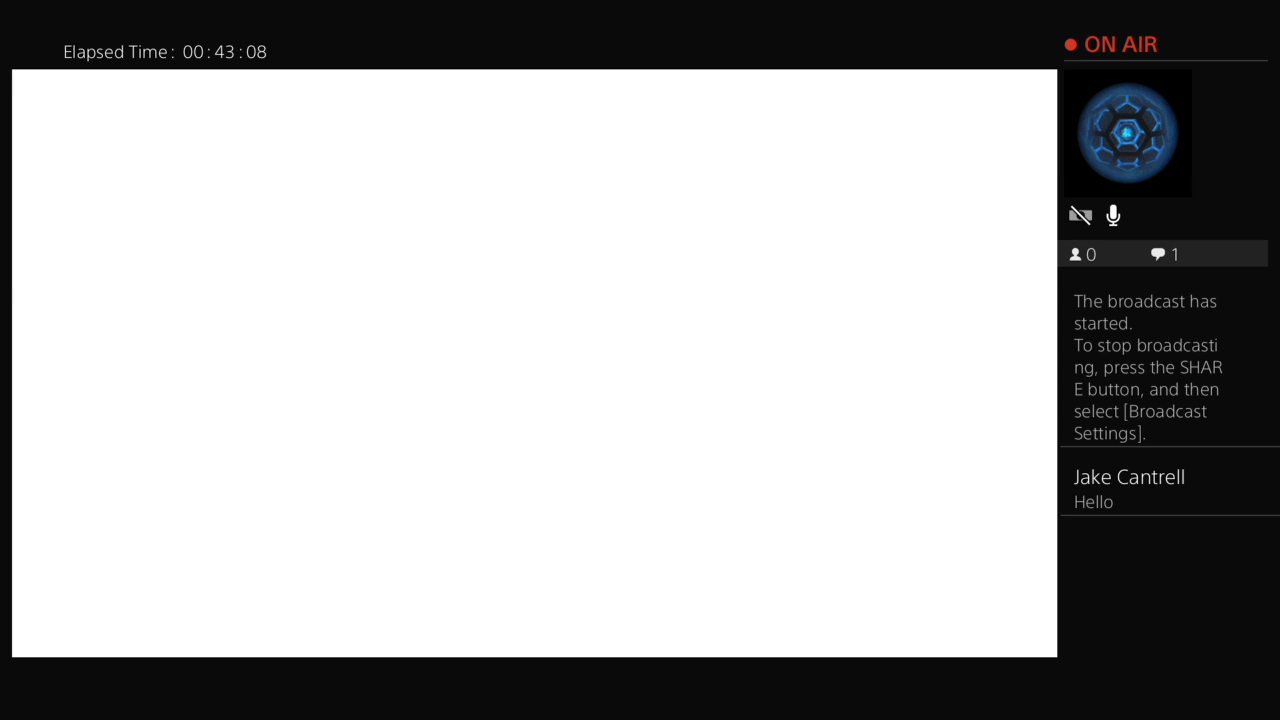 Elapsed Time: 00:43:08
ON AIR
0 1
The broadcast has
started.
To stop broadcasti
ng, press the SHAR
E button, and then
select [Broadcast
Settings].
Jake Cantrell
Hello